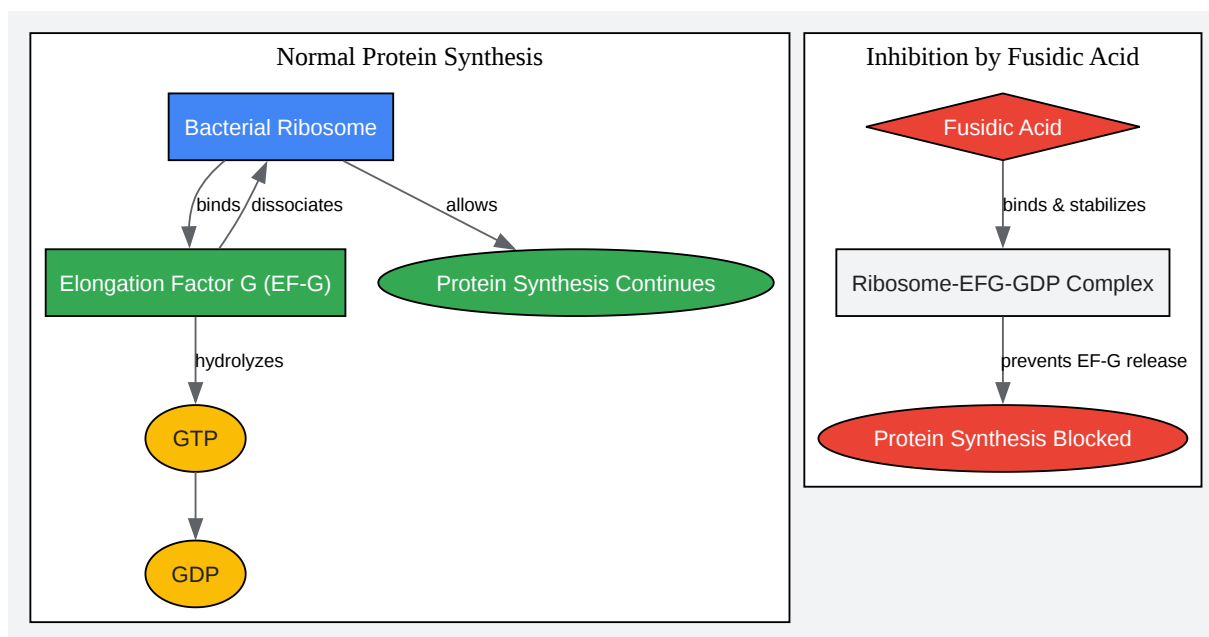 Normal Protein Synthesis
Bacterial Ribosome
binds
dissociates
allows
Elongation Factor G (EF-G)
Protein Synthesis Continues
hydrolyzes
GTP
GDP
Inhibition by Fusidic Acid
Fusidic Acid
binds & stabilizes
Ribosome-EFG-GDP Complex
prevents EF-G release
Protein Synthesis Blocked